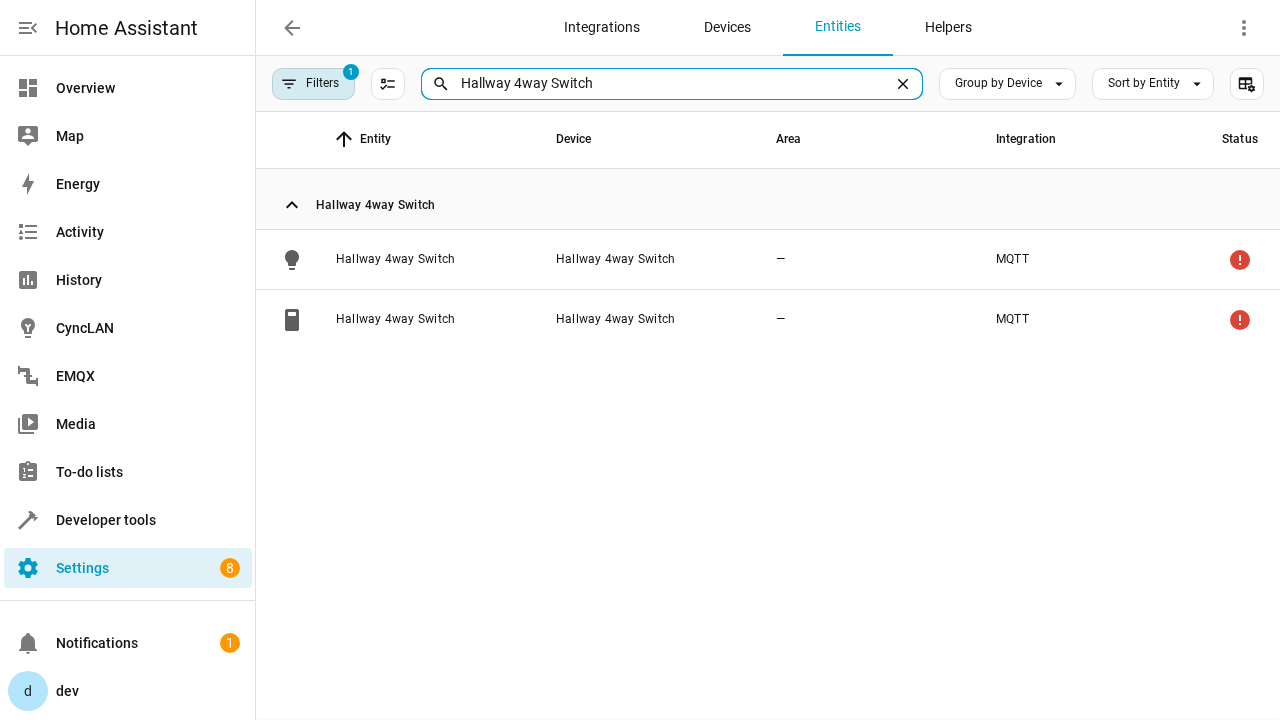 Home Assistant
Integrations Devices Entities Helpers
Overview
Map
Energy
Activity
History
CyncLAN
EMQX
Media
To-do lists
Developer tools
Settings 8
Notifications 1
d dev
Filters 1 Hallway 4way Switch Group by Device Sort by Entity
Entity Device Area Integration Status
Hallway 4way Switch
Hallway 4way Switch Hallway 4way Switch — MQTT
Hallway 4way Switch Hallway 4way Switch — MQTT